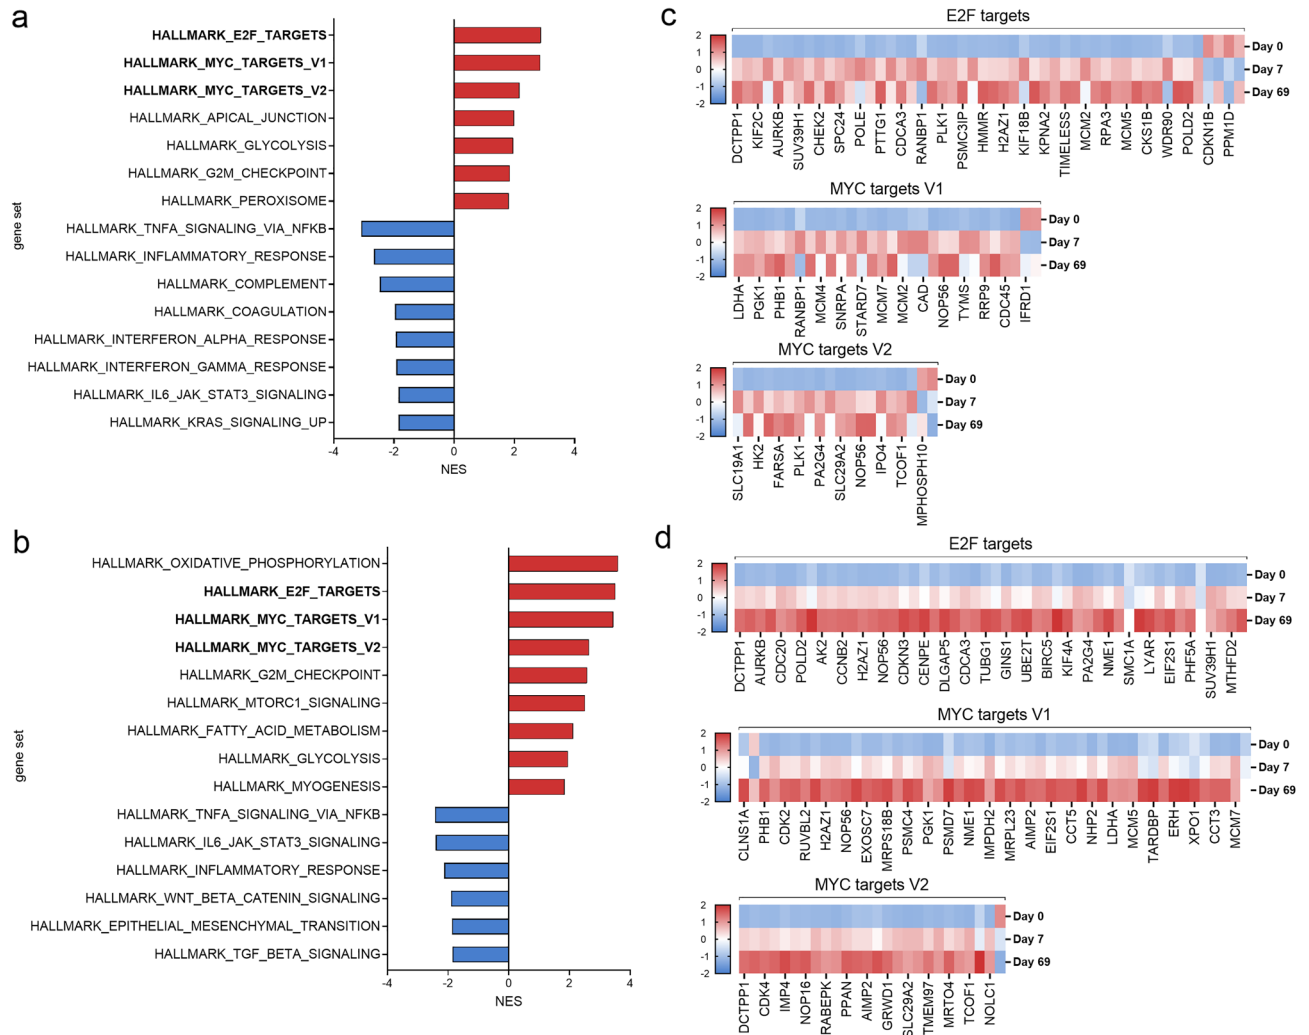 a
gene set
HALLMARK_E2F_TARGETS
HALLMARK_MYC_TARGETS_V1
HALLMARK_MYC_TARGETS_V2
HALLMARK_APICAL_JUNCTION
HALLMARK_GLYCOLYSIS
HALLMARK_G2M_CHECKPOINT
HALLMARK_PEROXISOME
HALLMARK_TNFA_SIGNALING_VIA_NFKB
HALLMARK_INFLAMMATORY_RESPONSE
HALLMARK_COMPLEMENT
HALLMARK_COAGULATION
HALLMARK_INTERFERON_ALPHA_RESPONSE
HALLMARK_INTERFERON_GAMMA_RESPONSE
HALLMARK_IL6_JAK_STAT3_SIGNALING
HALLMARK_KRAS_SIGNALING_UP
-4 -2 0 2 4
NES
b
gene set
HALLMARK_OXIDATIVE_PHOSPHORYLATION
HALLMARK_E2F_TARGETS
HALLMARK_MYC_TARGETS_V1
HALLMARK_MYC_TARGETS_V2
HALLMARK_G2M_CHECKPOINT
HALLMARK_MTORC1_SIGNALING
HALLMARK_FATTY_ACID_METABOLISM
HALLMARK_GLYCOLYSIS
HALLMARK_MYOGENESIS
HALLMARK_TNFA_SIGNALING_VIA_NFKB
HALLMARK_IL6_JAK_STAT3_SIGNALING
HALLMARK_INFLAMMATORY_RESPONSE
HALLMARK_WNT_BETA_CATENIN_SIGNALING
HALLMARK_EPITHELIAL_MESENCHYMAL_TRANSITION
HALLMARK_TGF_BETA_SIGNALING
-4 -2 0 2 4
NES
c
E2F targets
2
1
0
-1
-2
Day 0
Day 7
Day 69
DCTPP1
KIF2C
AURKB
SUV39H1
CHEK2
SPC24
POLE
PTTG1
CDCA3
RANBP1
PLK1
PSMC3IP
HMMR
H2AZ1
KIF18B
KPNA2
TIMELESS
MCM2
RPA3
MCM5
CKS1B
WDR90
POLD2
CDKN1B
PPM1D
MYC targets V1
2
1
0
-1
-2
Day 0
Day 7
Day 69
LDHA
PGK1
PHB1
RANBP1
MCM4
SNRPA
STARD7
MCM7
MCM2
CAD
NOP56
TYMS
RRP9
CDC45
IFRD1
MYC targets V2
2
1
0
-1
-2
Day 0
Day 7
Day 69
SLC19A1
HK2
FARSA
PLK1
PA2G4
SLC29A2
NOP56
IPO4
TCOF1
MPHOSPH10
d
E2F targets
2
1
0
-1
-2
Day 0
Day 7
Day 69
DCTPP1
AURKB
CDC20
POLD2
AK2
CCNB2
H2AZ1
NOP56
CDKN3
CENPE
DLGAP5
CDCA3
TUBG1
GINS1
UBE2T
BIRC5
KIF4A
PA2G4
NME1
SMC1A
LYAR
EIF2S1
PHF5A
SUV39H1
MTHFD2
MYC targets V1
2
1
0
-1
-2
Day 0
Day 7
Day 69
CLNS1A
PHB1
CDK2
RUVBL2
H2AZ1
NOP56
EXOSC7
MRPS18B
PSMC4
PGK1
PSMD7
NME1
IMPDH2
MRPL23
AIMP2
EIF2S1
CCT5
NHP2
LDHA
MCM5
TARDBP
ERH
XPO1
CCT3
MCM7
MYC targets V2
2
1
0
-1
-2
Day 0
Day 7
Day 69
DCTPP1
CDK4
IMP4
NOP16
RABEPK
PPAN
AIMP2
GRWD1
SLC29A2
TMEM97
MRTO4
TCOF1
NOLC1